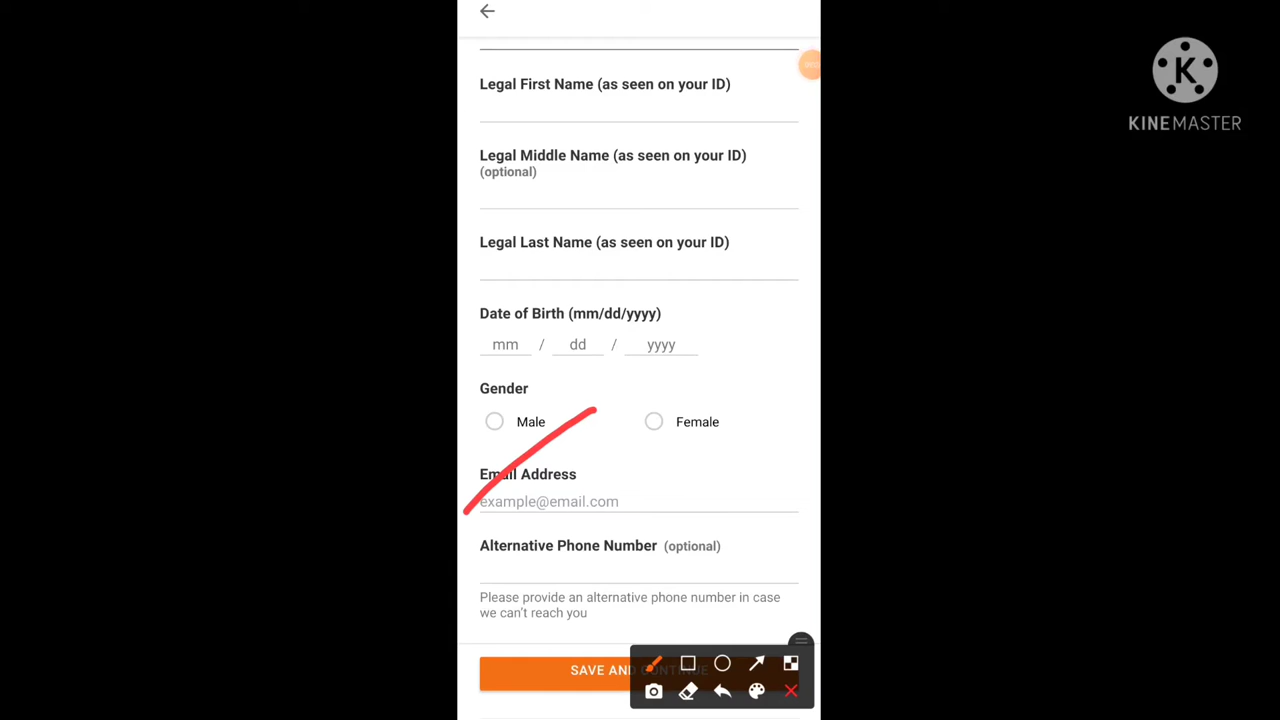 Legal First Name (as seen on your ID)
KINEMASTER
Legal Middle Name (as seen on your ID)
(optional)
Legal Last Name (as seen on your ID)
Date of Birth (mm/dd/yyyy)
mm / dd / yyyy
Gender
Male Female
Email Address
example@email.com
Alternative Phone Number (optional)
Please provide an alternative phone number in case
we can't reach you
SAVE AND CONTINUE